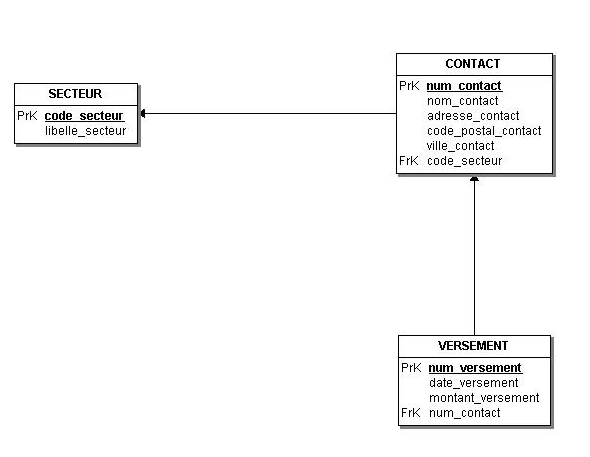 SECTEUR
PrK code_secteur
libelle_secteur
CONTACT
PrK num_contact
nom_contact
adresse_contact
code_postal_contact
ville_contact
FrK code_secteur
VERSEMENT
PrK num_versement
date_versement
montant_versement
FrK num_contact